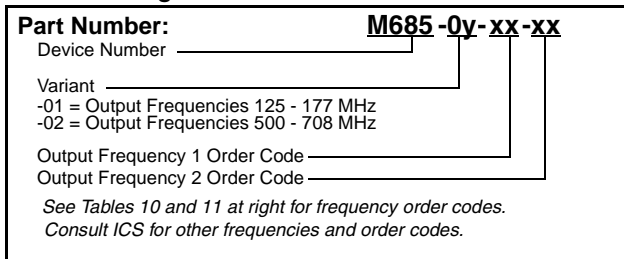 Part Number: M685-0y-xx-xx
Device Number
Variant
-01 = Output Frequencies 125 - 177 MHz
-02 = Output Frequencies 500 - 708 MHz
Output Frequency 1 Order Code
Output Frequency 2 Order Code
See Tables 10 and 11 at right for frequency order codes.
Consult ICS for other frequencies and order codes.